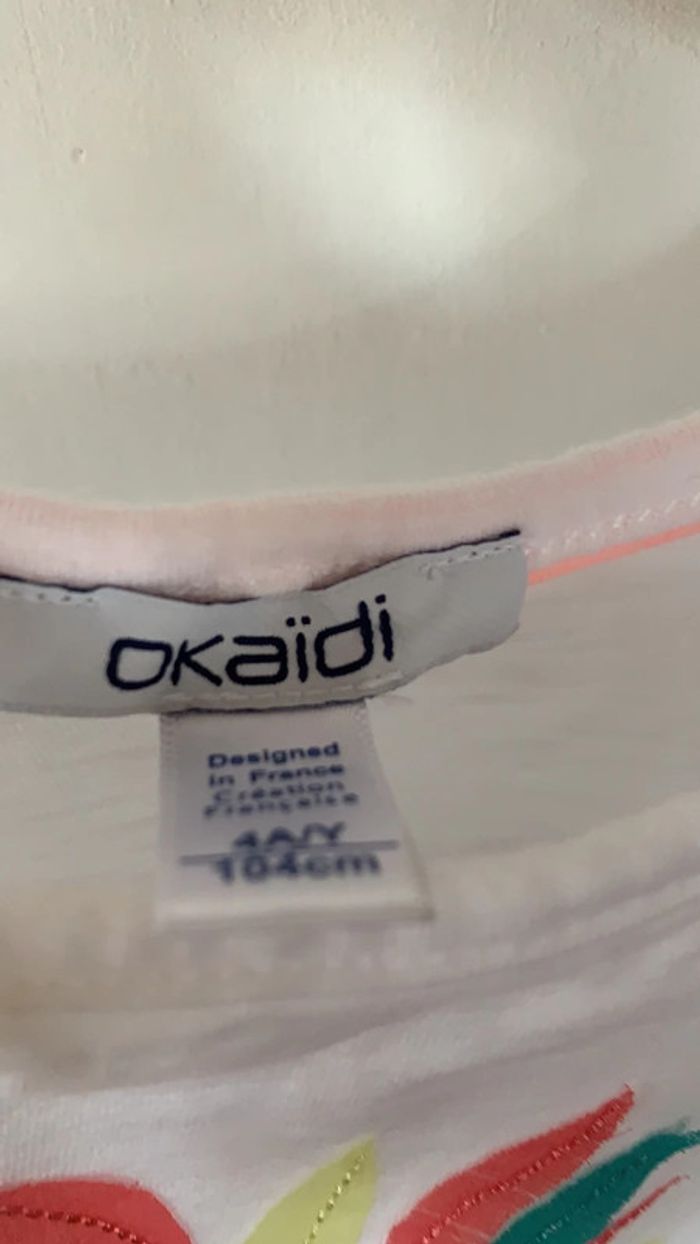 okaïdi
Designed
in France
Création
Française
4A/Y
104cm